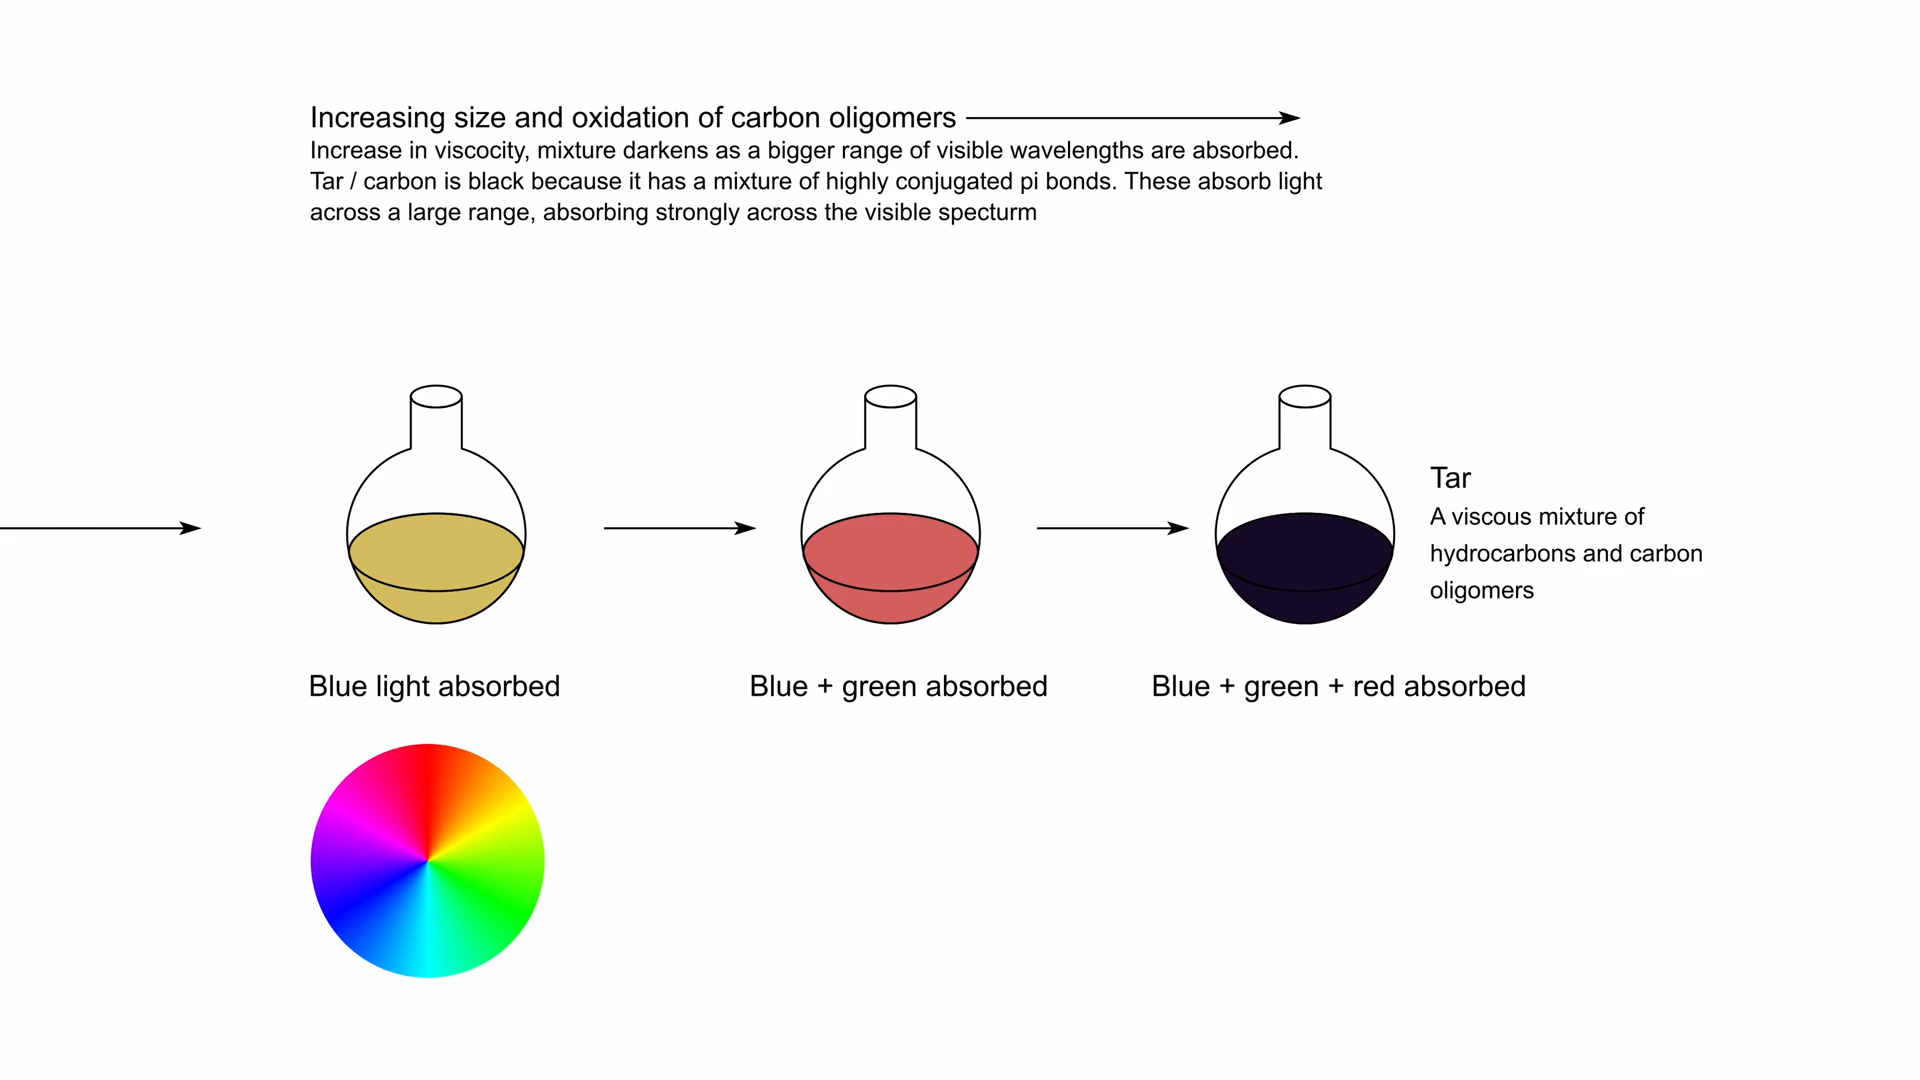 Increasing size and oxidation of carbon oligomers
Increase in viscocity, mixture darkens as a bigger range of visible wavelengths are absorbed.
Tar / carbon is black because it has a mixture of highly conjugated pi bonds. These absorb light
across a large range, absorbing strongly across the visible specturm
Tar
A viscous mixture of
hydrocarbons and carbon
oligomers
Blue light absorbed
Blue + green absorbed
Blue + green + red absorbed